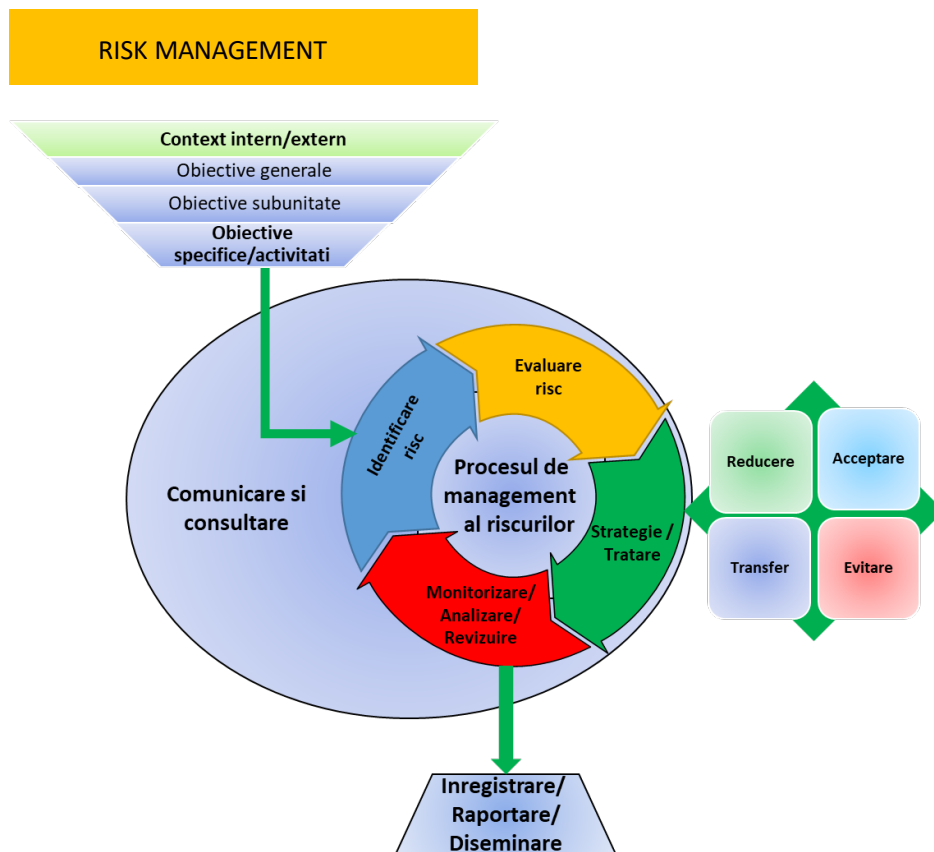 RISK MANAGEMENT
Context intern/extern
Obiective generale
Obiective subunitate
Obiective
specifice/activitati
Evaluare
risc
Identificare
risc
Procesul de
management
al riscurilor
Comunicare si
consultare
Strategie /
Tratare
Monitorizare/
Analizare/
Revizuire
Reducere
Acceptare
Transfer
Evitare
Inregistrare/
Raportare/
Diseminare